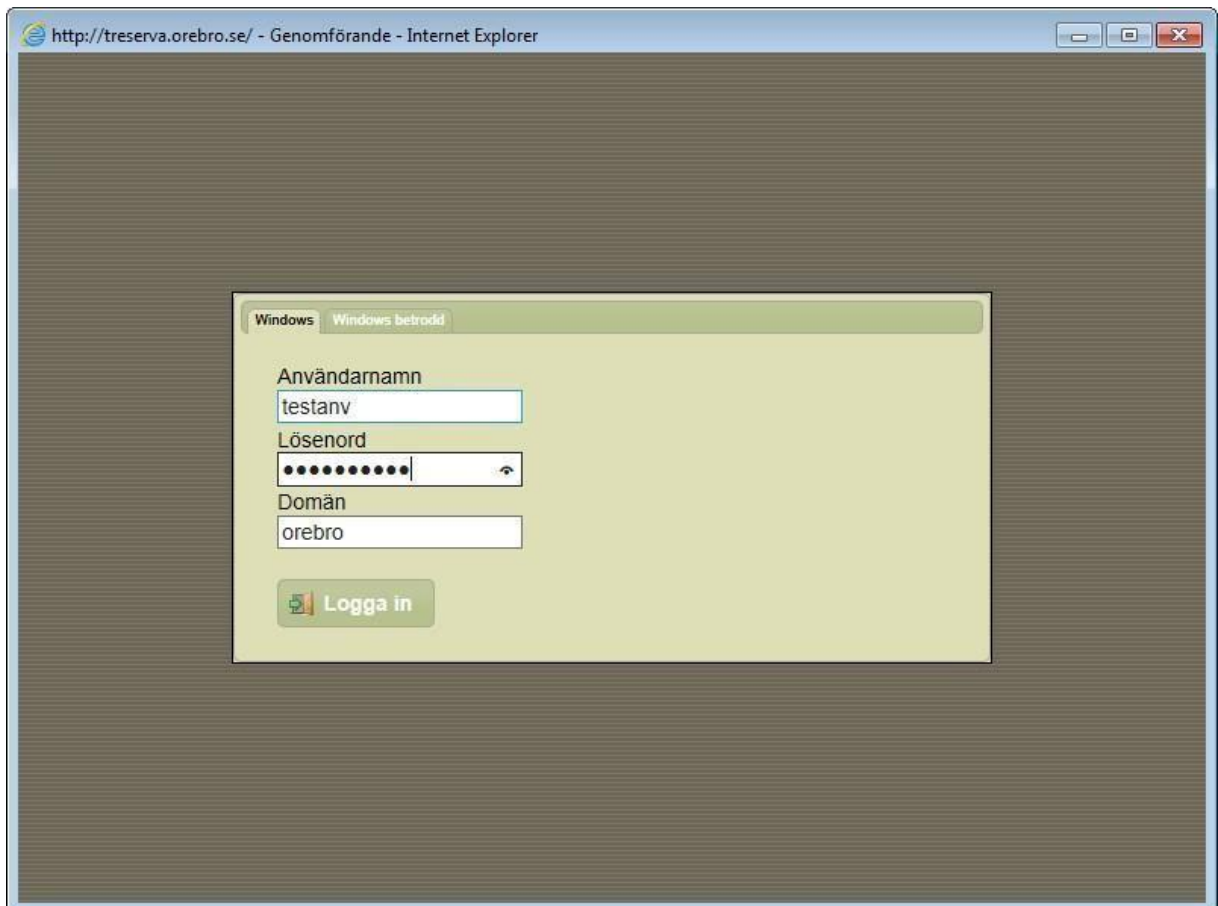 http://treserva.orebro.se/ - Genomförande - Internet Explorer
Windows Windows betrodd
Användarnamn
testanv
Lösenord
●●●●●●●●●●
Domän
orebro
Logga in